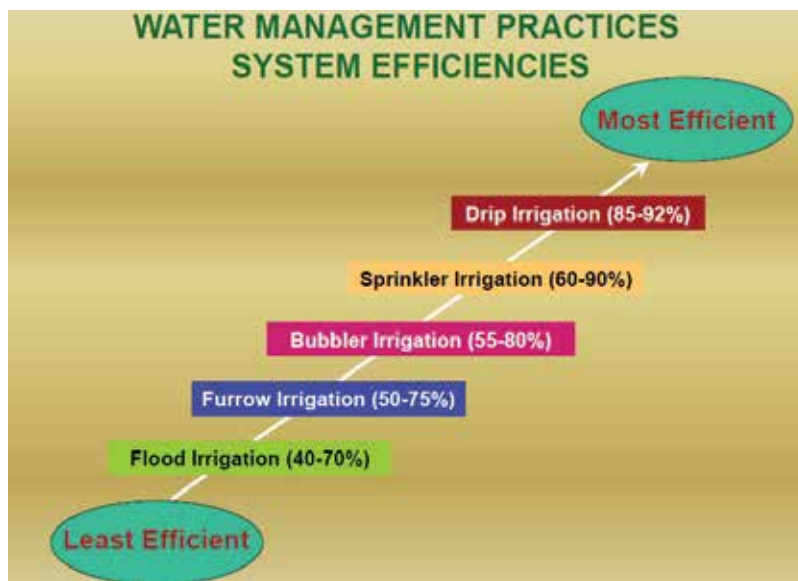 WATER MANAGEMENT PRACTICES
SYSTEM EFFICIENCIES
Most Efficient
Drip Irrigation (85-92%)
Sprinkler Irrigation (60-90%)
Bubbler Irrigation (55-80%)
Furrow Irrigation (50-75%)
Flood Irrigation (40-70%)
Least Efficient